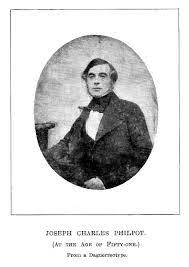 JOSEPH CHARLES PHILPOT.
(At the Age of Fifty-one.)
From a Daguerreotype.